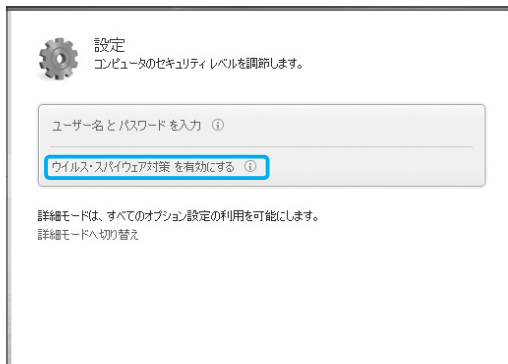 設定
コンピュータのセキュリティ レベルを調節します。
ユーザー名 と パスワード を入力
ウイルス・スパイウェア対策 を有効にする
詳細モードは、すべてのオプション設定の利用を可能にします。
詳細モードへ切り替え